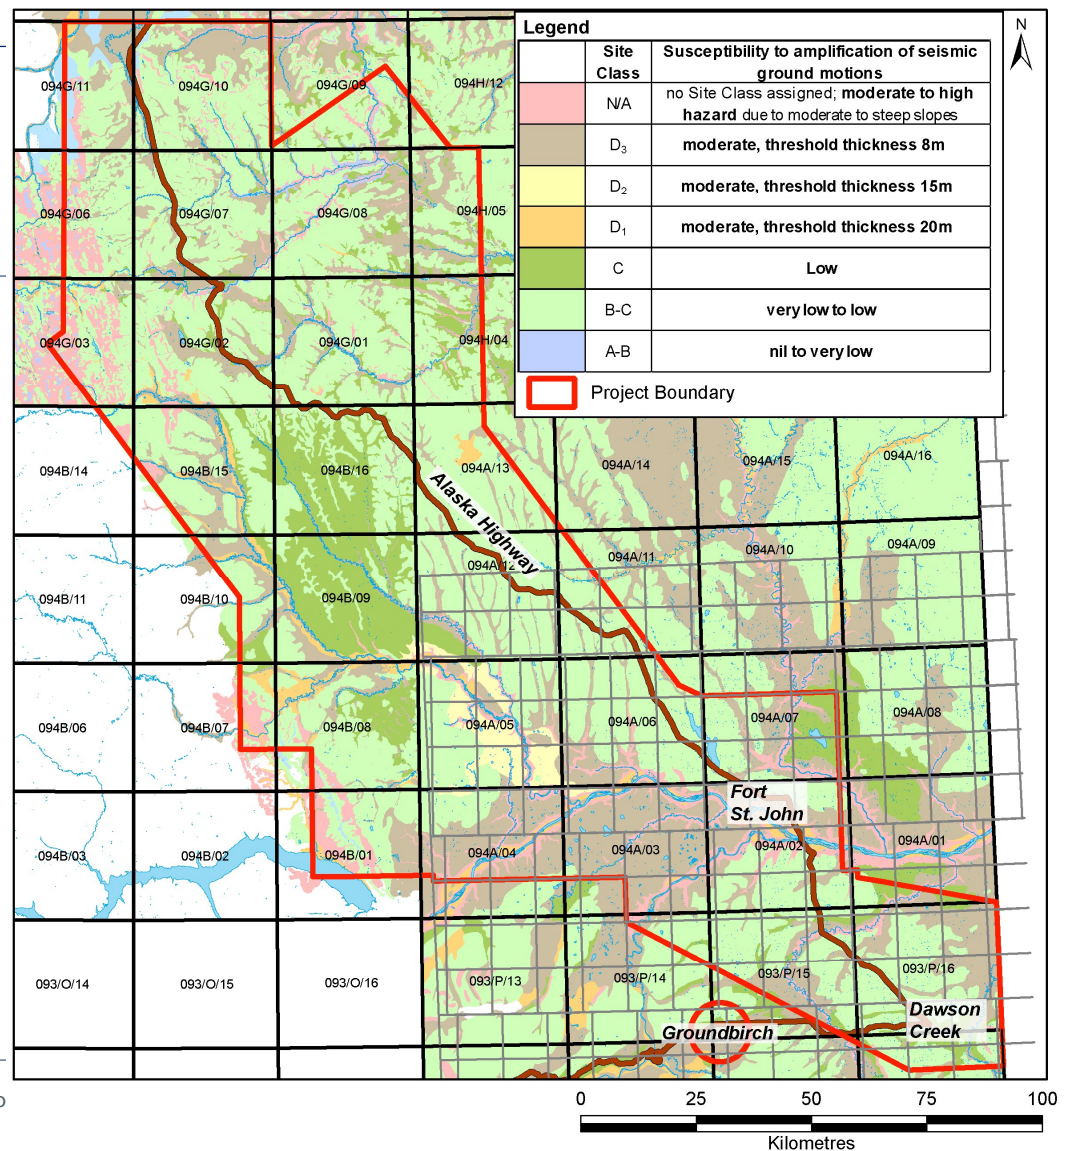 Legend
N
Site Class
Susceptibility to amplification of seismic ground motions
N/A
no Site Class assigned; moderate to high hazard due to moderate to steep slopes
D3
moderate, threshold thickness 8m
D2
moderate, threshold thickness 15m
D1
moderate, threshold thickness 20m
C
Low
B-C
very low to low
A-B
nil to very low
Project Boundary
094G/11
094G/10
094G/09
094H/12
094G/06
094G/07
094G/08
094H/05
094G/03
094G/02
094G/01
094H/04
094B/14
094B/15
094B/16
094A/13
094A/14
094A/15
094A/16
Alaska Highway
094B/11
094B/10
094B/09
094A/12
094A/11
094A/10
094A/09
094B/06
094B/07
094B/08
094A/05
094A/06
094A/07
094A/08
Fort
St. John
094B/03
094B/02
094B/01
094A/04
094A/03
094A/02
094A/01
093/O/14
093/O/15
093/O/16
093/P/13
093/P/14
093/P/15
093/P/16
Groundbirch
Dawson
Creek
0 25 50 75 100
Kilometres